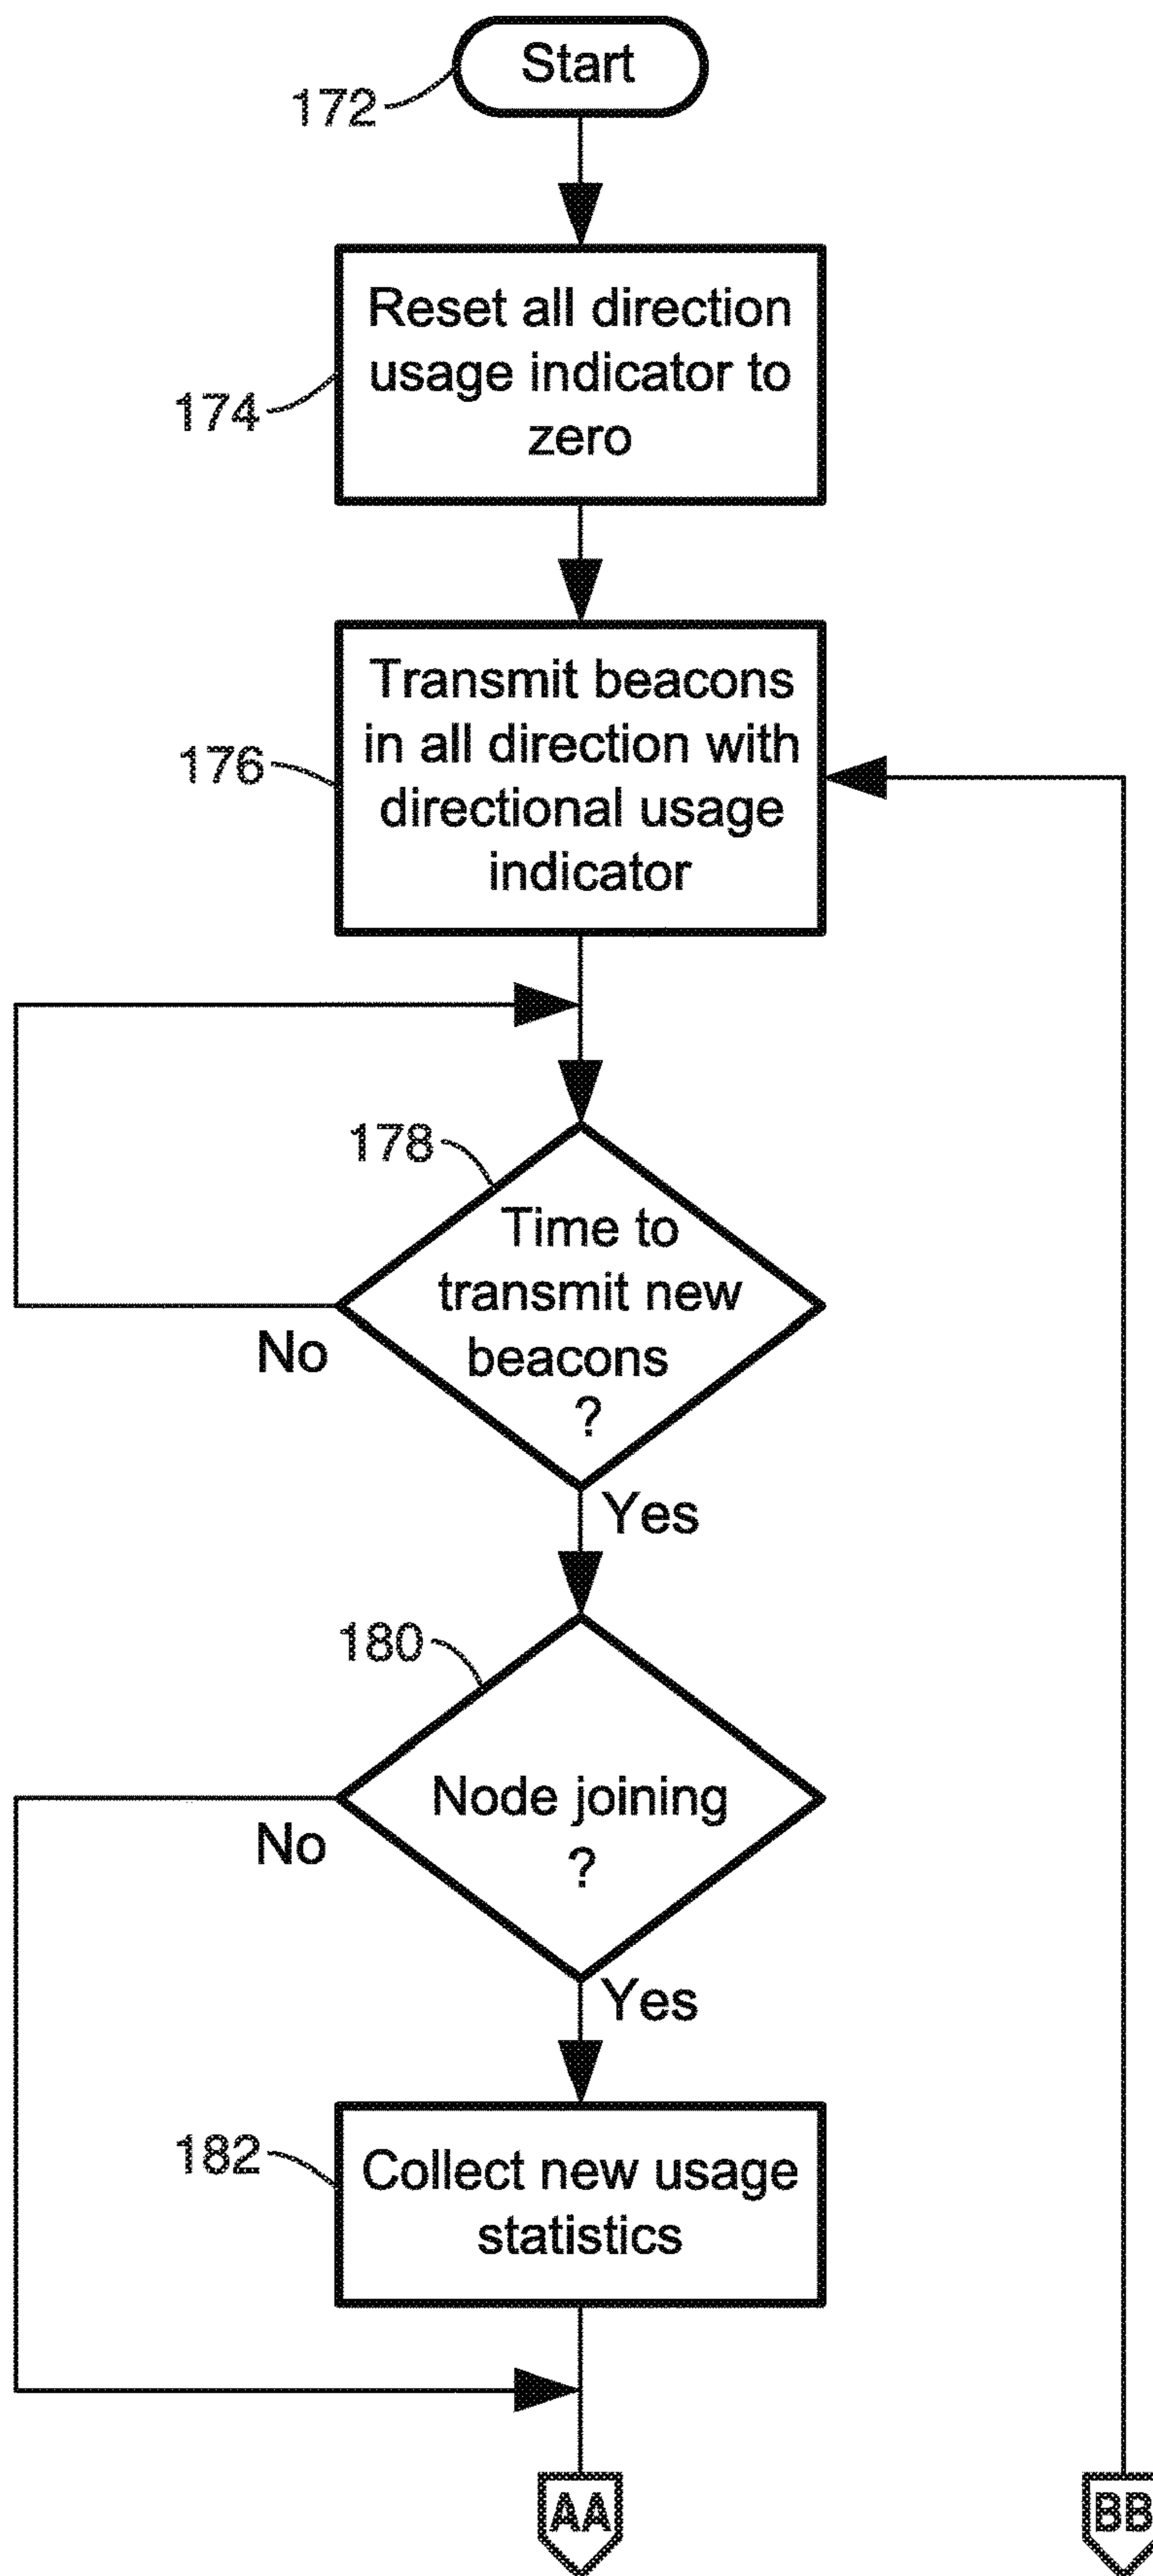 Start
172
Reset all direction
usage indicator to
zero
174
Transmit beacons
in all direction with
directional usage
indicator
176
178
Time to
transmit new
beacons
?
No
Yes
180
Node joining
?
No
Yes
182
Collect new usage
statistics
AA
BB